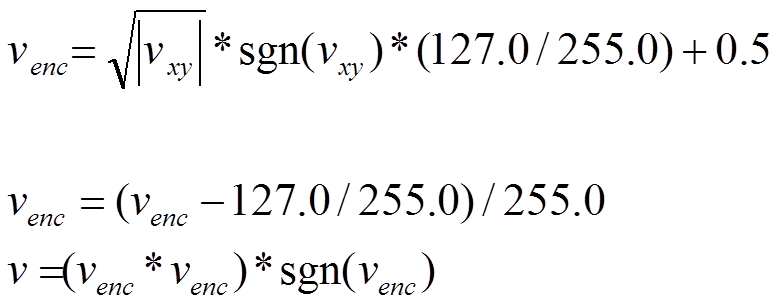 v_enc = √|v_xy| * sgn(v_xy) * (127.0 / 255.0) + 0.5
v_enc = (v_enc − 127.0 / 255.0) / 255.0
v = (v_enc * v_enc) * sgn(v_enc)